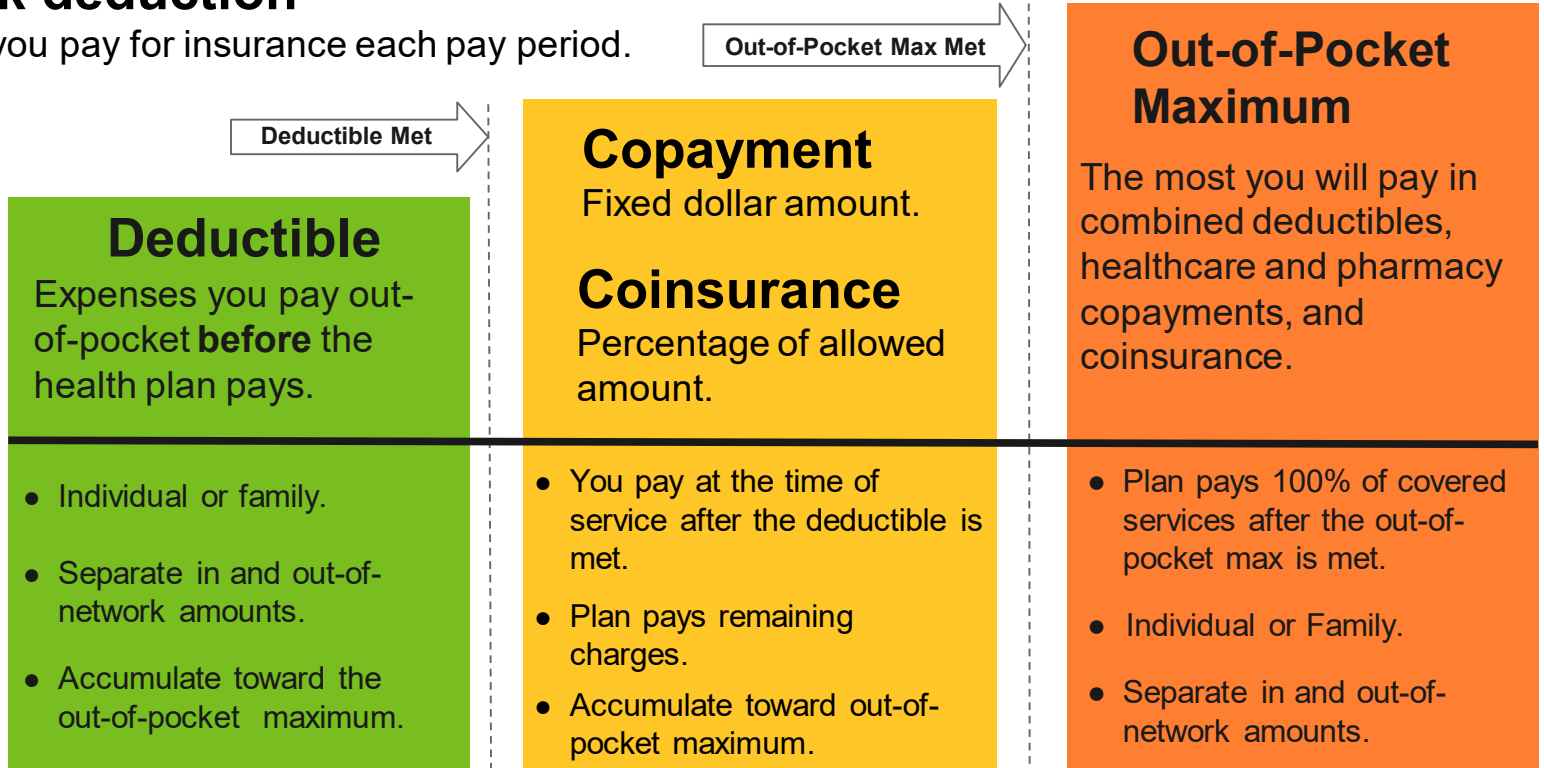 deduction
you pay for insurance each pay period.
Out-of-Pocket Max Met
Deductible Met
Deductible
Expenses you pay out-
of-pocket before the
health plan pays.
● Individual or family.
● Separate in and out-of-
network amounts.
● Accumulate toward the
out-of-pocket maximum.
Copayment
Fixed dollar amount.
Coinsurance
Percentage of allowed
amount.
● You pay at the time of
service after the deductible is
met.
● Plan pays remaining
charges.
● Accumulate toward out-of-
pocket maximum.
Out-of-Pocket
Maximum
The most you will pay in
combined deductibles,
healthcare and pharmacy
copayments, and
coinsurance.
● Plan pays 100% of covered
services after the out-of-
pocket max is met.
● Individual or Family.
● Separate in and out-of-
network amounts.